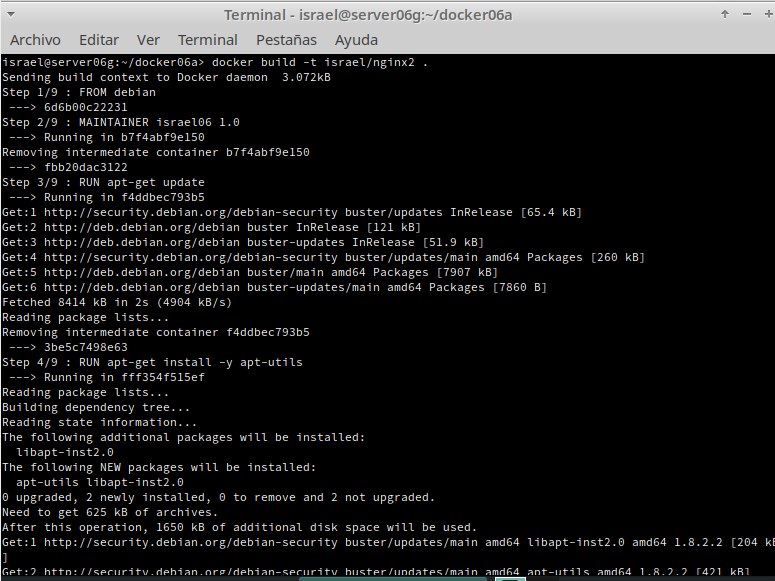 Terminal - israel@server06g:~/docker06a
Archivo Editar Ver Terminal Pestañas Ayuda
israel@server06g:~/docker06a> docker build -t israel/nginx2 .
Sending build context to Docker daemon  3.072kB
Step 1/9 : FROM debian
 ---> 6d6b00c22231
Step 2/9 : MAINTAINER israel06 1.0
 ---> Running in b7f4abf9e150
Removing intermediate container b7f4abf9e150
 ---> fbb20dac3122
Step 3/9 : RUN apt-get update
 ---> Running in f4ddbec793b5
Get:1 http://security.debian.org/debian-security buster/updates InRelease [65.4 kB]
Get:2 http://deb.debian.org/debian buster InRelease [121 kB]
Get:3 http://deb.debian.org/debian buster-updates InRelease [51.9 kB]
Get:4 http://security.debian.org/debian-security buster/updates/main amd64 Packages [260 kB]
Get:5 http://deb.debian.org/debian buster/main amd64 Packages [7907 kB]
Get:6 http://deb.debian.org/debian buster-updates/main amd64 Packages [7860 B]
Fetched 8414 kB in 2s (4904 kB/s)
Reading package lists...
Removing intermediate container f4ddbec793b5
 ---> 3be5c7498e63
Step 4/9 : RUN apt-get install -y apt-utils
 ---> Running in fff354f515ef
Reading package lists...
Building dependency tree...
Reading state information...
The following additional packages will be installed:
  libapt-inst2.0
The following NEW packages will be installed:
  apt-utils libapt-inst2.0
0 upgraded, 2 newly installed, 0 to remove and 2 not upgraded.
Need to get 625 kB of archives.
After this operation, 1650 kB of additional disk space will be used.
Get:1 http://security.debian.org/debian-security buster/updates/main amd64 libapt-inst2.0 amd64 1.8.2.2 [204 kB
]
Get:2 http://security.debian.org/debian-security buster/updates/main amd64 apt-utils amd64 1.8.2.2 [421 kB]